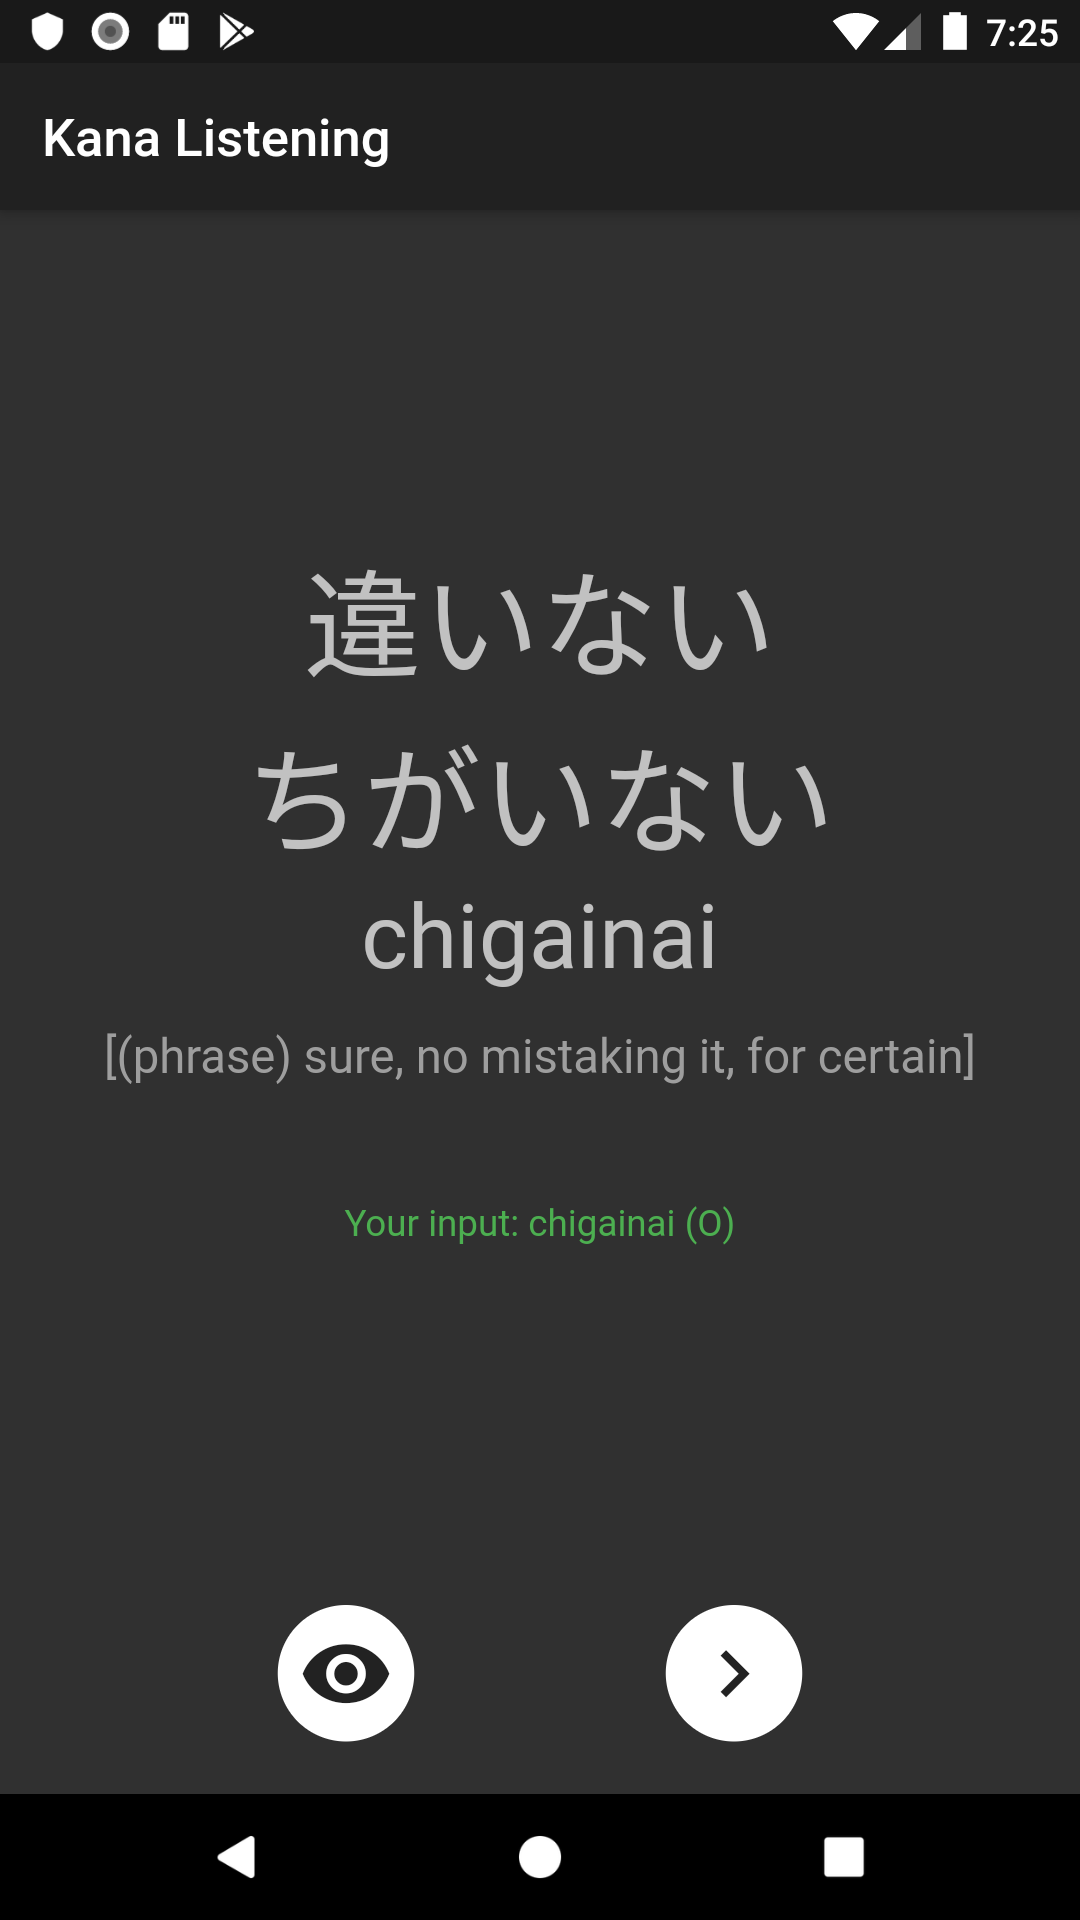 7:25
Kana Listening
違いない
ちがいない
chigainai
[(phrase) sure, no mistaking it, for certain]
Your input: chigainai (O)